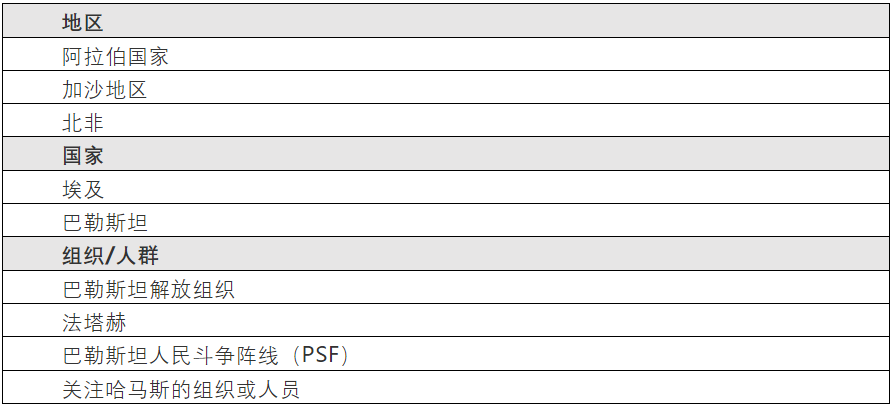 地区
阿拉伯国家
加沙地区
北非
国家
埃及
巴勒斯坦
组织/人群
巴勒斯坦解放组织
法塔赫
巴勒斯坦人民斗争阵线（PSF）
关注哈马斯的组织或人员